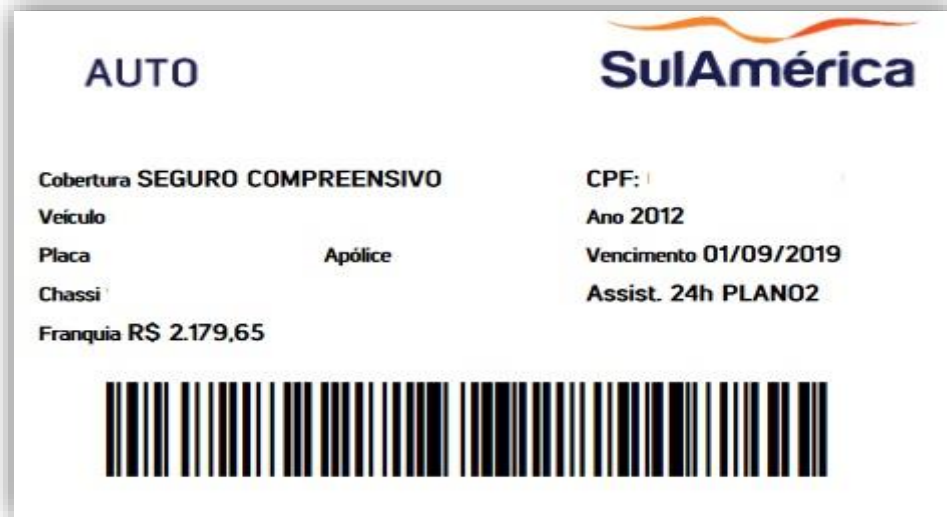 AUTO
SulAmérica
Cobertura SEGURO COMPREENSIVO CPF:
Veículo Ano 2012
Placa Apólice Vencimento 01/09/2019
Chassi Assist. 24h PLANO2
Franquia R$ 2.179,65